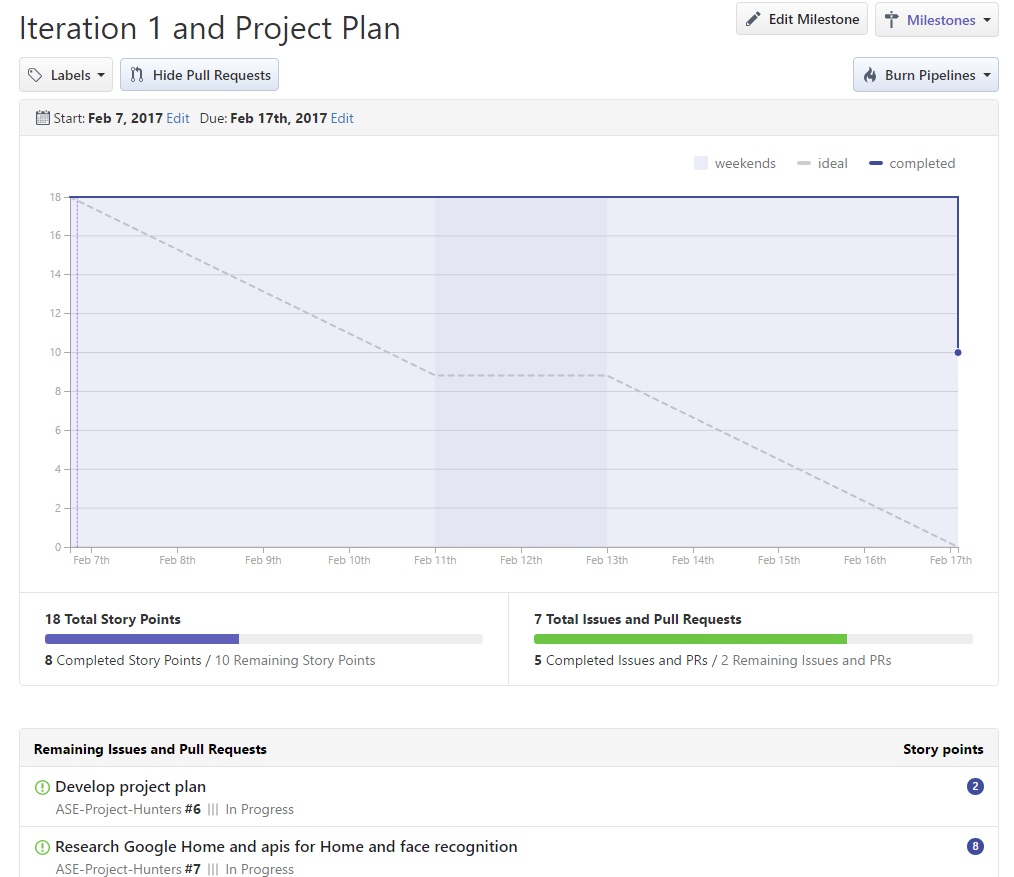 Iteration 1 and Project Plan
Edit Milestone
Milestones
Labels
Hide Pull Requests
Burn Pipelines
Start: Feb 7, 2017 Edit Due: Feb 17th, 2017 Edit
weekends ideal completed
18
16
14
12
10
8
6
4
2
0
Feb 7th Feb 8th Feb 9th Feb 10th Feb 11th Feb 12th Feb 13th Feb 14th Feb 15th Feb 16th Feb 17th
18 Total Story Points
8 Completed Story Points / 10 Remaining Story Points
7 Total Issues and Pull Requests
5 Completed Issues and PRs / 2 Remaining Issues and PRs
Remaining Issues and Pull Requests Story points
Develop project plan 2
ASE-Project-Hunters #6 In Progress
Research Google Home and apis for Home and face recognition 8
ASE-Project-Hunters #7 In Progress